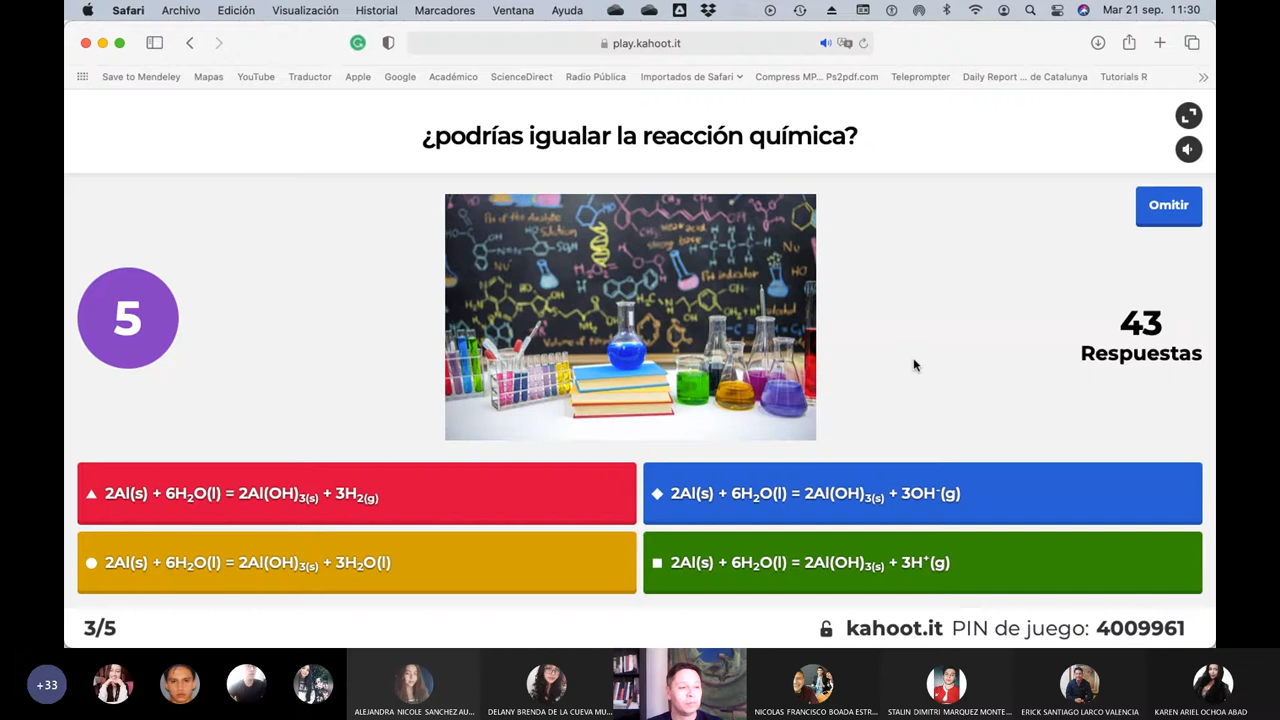 Safari Archivo Edición Visualización Historial Marcadores Ventana Ayuda Mar 21 sep. 11:30
play.kahoot.it
Save to Mendeley Mapas YouTube Traductor Apple Google Académico ScienceDirect Radio Pública Importados de Safari Compress MP... Ps2pdf.com Teleprompter Daily Report ... de Catalunya Tutorials R
¿podrías igualar la reacción química?
Omitir
5
43
Respuestas
2Al(s) + 6H₂O(l) = 2Al(OH)₃₍ₛ₎ + 3H₂(g)
2Al(s) + 6H₂O(l) = 2Al(OH)₃₍ₛ₎ + 3OH⁻(g)
2Al(s) + 6H₂O(l) = 2Al(OH)₃₍ₛ₎ + 3H₂O(l)
2Al(s) + 6H₂O(l) = 2Al(OH)₃₍ₛ₎ + 3H⁺(g)
3/5
kahoot.it PIN de juego: 4009961
+33
ALEJANDRA NICOLE SANCHEZ AU... DELANY BRENDA DE LA CUEVA MU... NICOLAS FRANCISCO BOADA ESTR... STALIN DIMITRI MARQUEZ MONTE... ERICK SANTIAGO LARCO VALENCIA KAREN ARIEL OCHOA ABAD